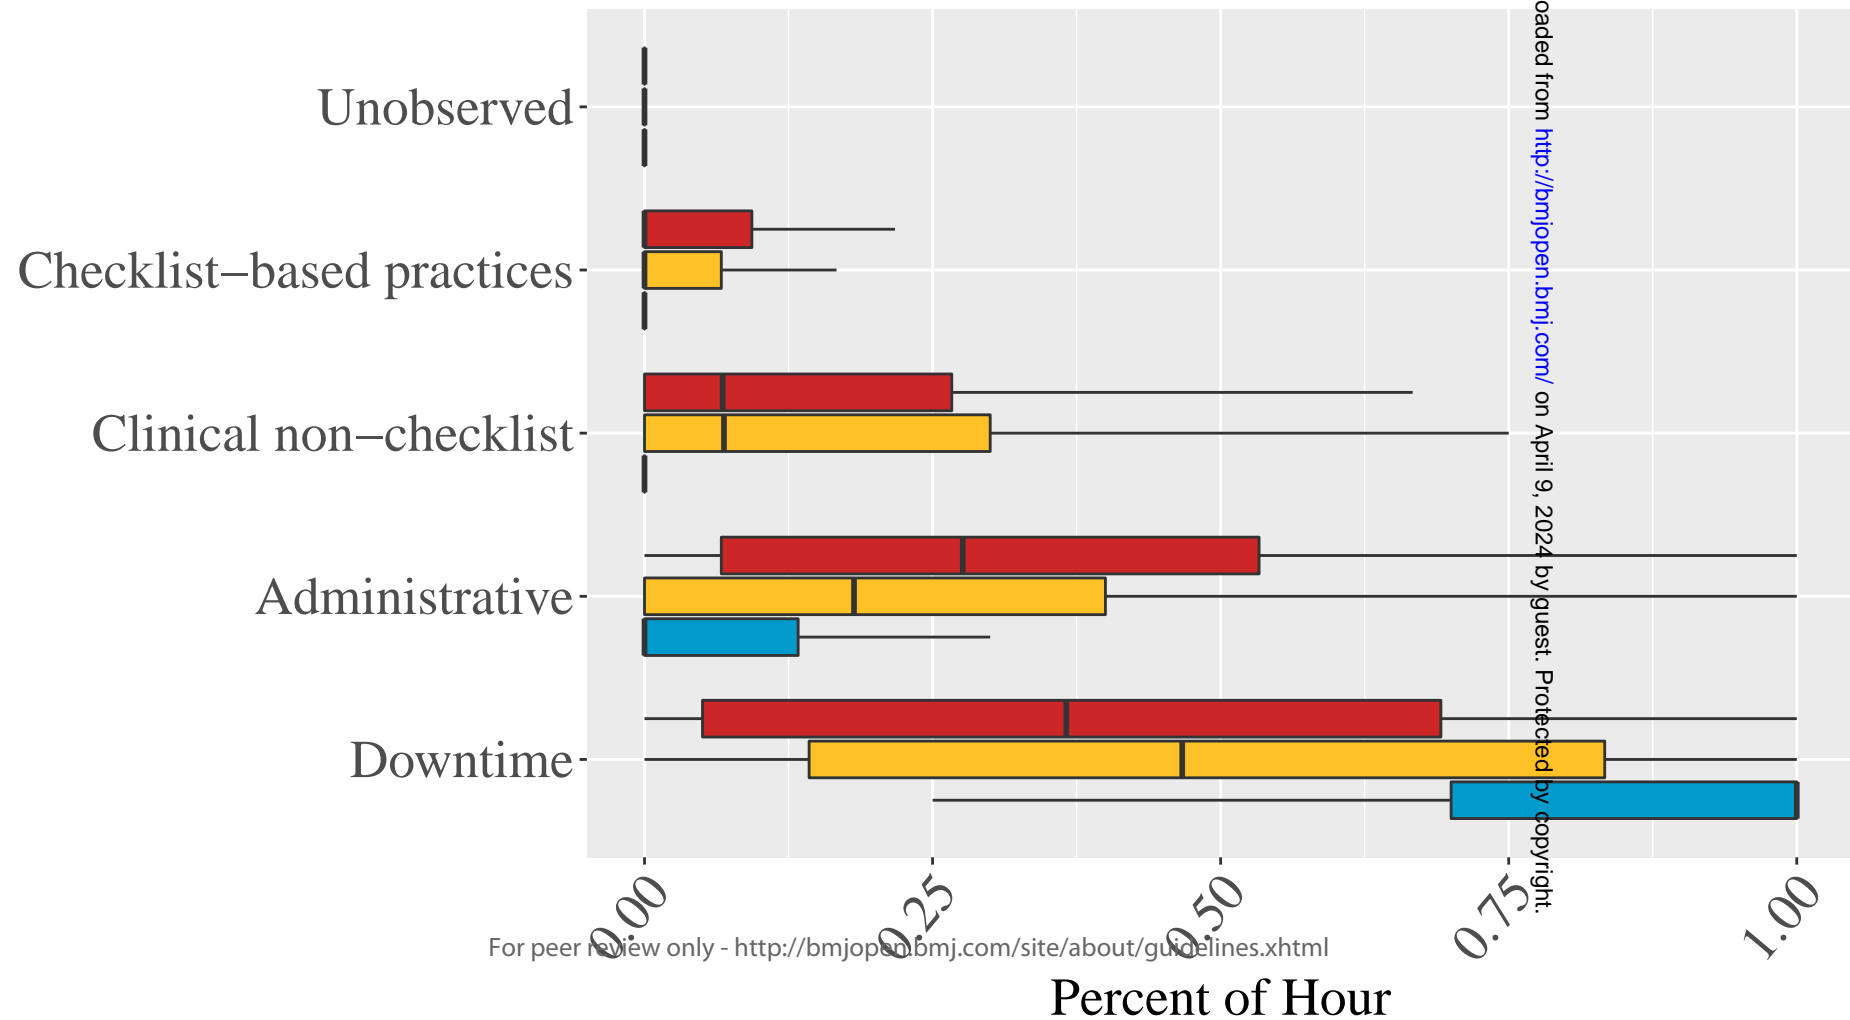 Unobserved
Checklist−based practices
Clinical non−checklist
Administrative
Downtime
0.00
0.25
0.50
0.75
1.00
For peer review only - http://bmjopen.bmj.com/site/about/guidelines.xhtml
Percent of Hour
oaded from http://bmjopen.bmj.com/ on April 9, 2024 by guest. Protected by copyright.